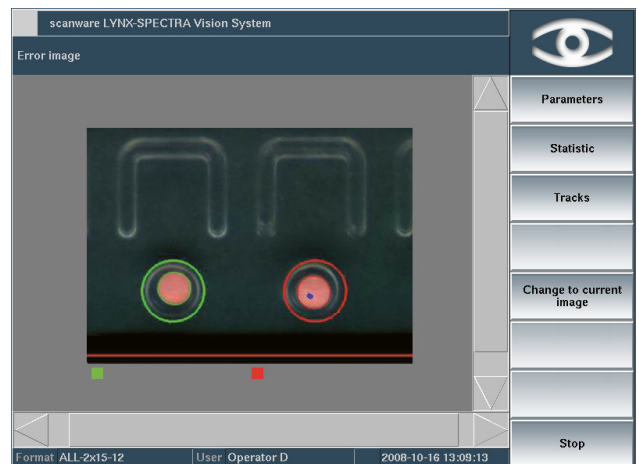 scanware LYNX-SPECTRA Vision System
Error image
Parameters
Statistic
Tracks
Change to current
image
Stop
Format ALL-2x15-12 User Operator D 2008-10-16 13:09:13